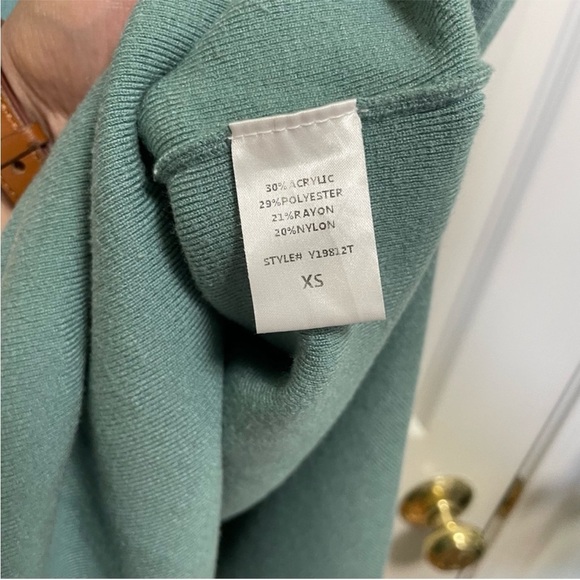 30% ACRYLIC
29%POLYESTER
21%RAYON
20%NYLON
STYLE# Y19812T
XS